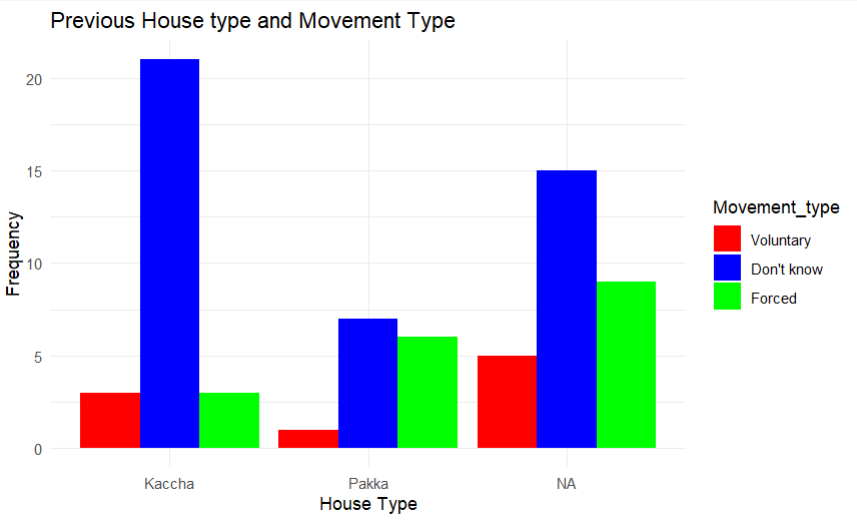 Previous House type and Movement Type
Frequency
20
15
10
5
0
Kaccha
Pakka
NA
House Type
Movement_type
Voluntary
Don't know
Forced